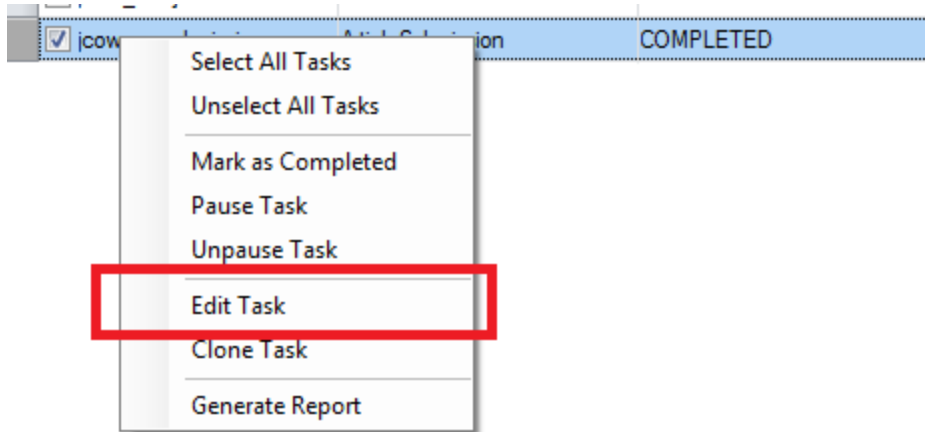 COMPLETED
Select All Tasks
Unselect All Tasks
Mark as Completed
Pause Task
Unpause Task
Edit Task
Clone Task
Generate Report